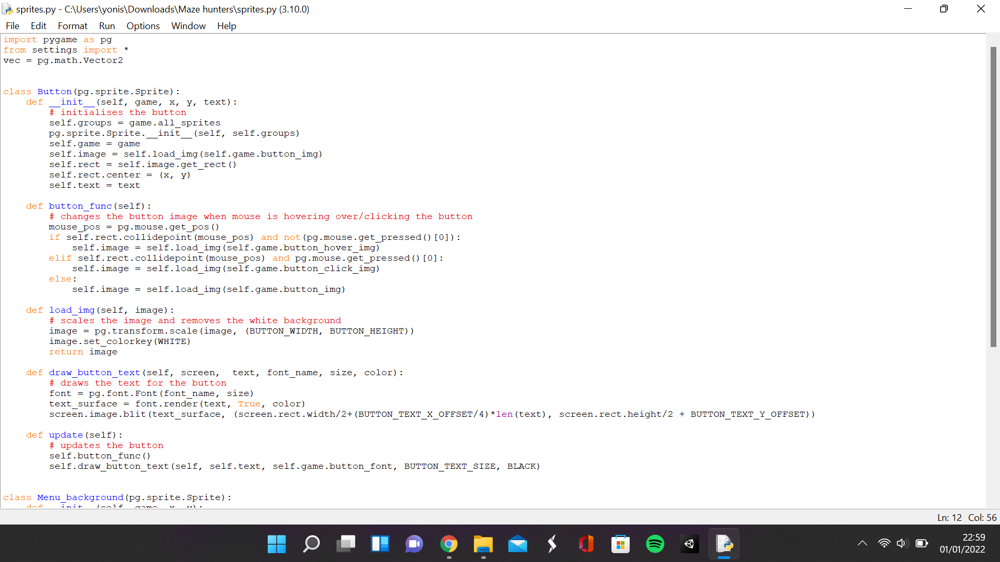 sprites.py - C:\Users\yonis\Downloads\Maze hunters\sprites.py (3.10.0)
File Edit Format Run Options Window Help
import pygame as pg
from settings import *
vec = pg.math.Vector2
class Button(pg.sprite.Sprite):
    def __init__(self, game, x, y, text):
        # initialises the button
        self.groups = game.all_sprites
        pg.sprite.Sprite.__init__(self, self.groups)
        self.game = game
        self.image = self.load_img(self.game.button_img)
        self.rect = self.image.get_rect()
        self.rect.center = (x, y)
        self.text = text
    def button_func(self):
        # changes the button image when mouse is hovering over/clicking the button
        mouse_pos = pg.mouse.get_pos()
        if self.rect.collidepoint(mouse_pos) and not(pg.mouse.get_pressed()[0]):
            self.image = self.load_img(self.game.button_hover_img)
        elif self.rect.collidepoint(mouse_pos) and pg.mouse.get_pressed()[0]:
            self.image = self.load_img(self.game.button_click_img)
        else:
            self.image = self.load_img(self.game.button_img)
    def load_img(self, image):
        # scales the image and removes the white background
        image = pg.transform.scale(image, (BUTTON_WIDTH, BUTTON_HEIGHT))
        image.set_colorkey(WHITE)
        return image
    def draw_button_text(self, screen,  text, font_name, size, color):
        # draws the text for the button
        font = pg.font.Font(font_name, size)
        text_surface = font.render(text, True, color)
        screen.image.blit(text_surface, (screen.rect.width/2+(BUTTON_TEXT_X_OFFSET/4)*len(text), screen.rect.height/2 + BUTTON_TEXT_Y_OFFSET))
    def update(self):
        # updates the button
        self.button_func()
        self.draw_button_text(self, self.text, self.game.button_font, BUTTON_TEXT_SIZE, BLACK)
class Menu_background(pg.sprite.Sprite):
    def __init__(self, game, x, y):
Ln: 12 Col: 56
22:59
01/01/2022